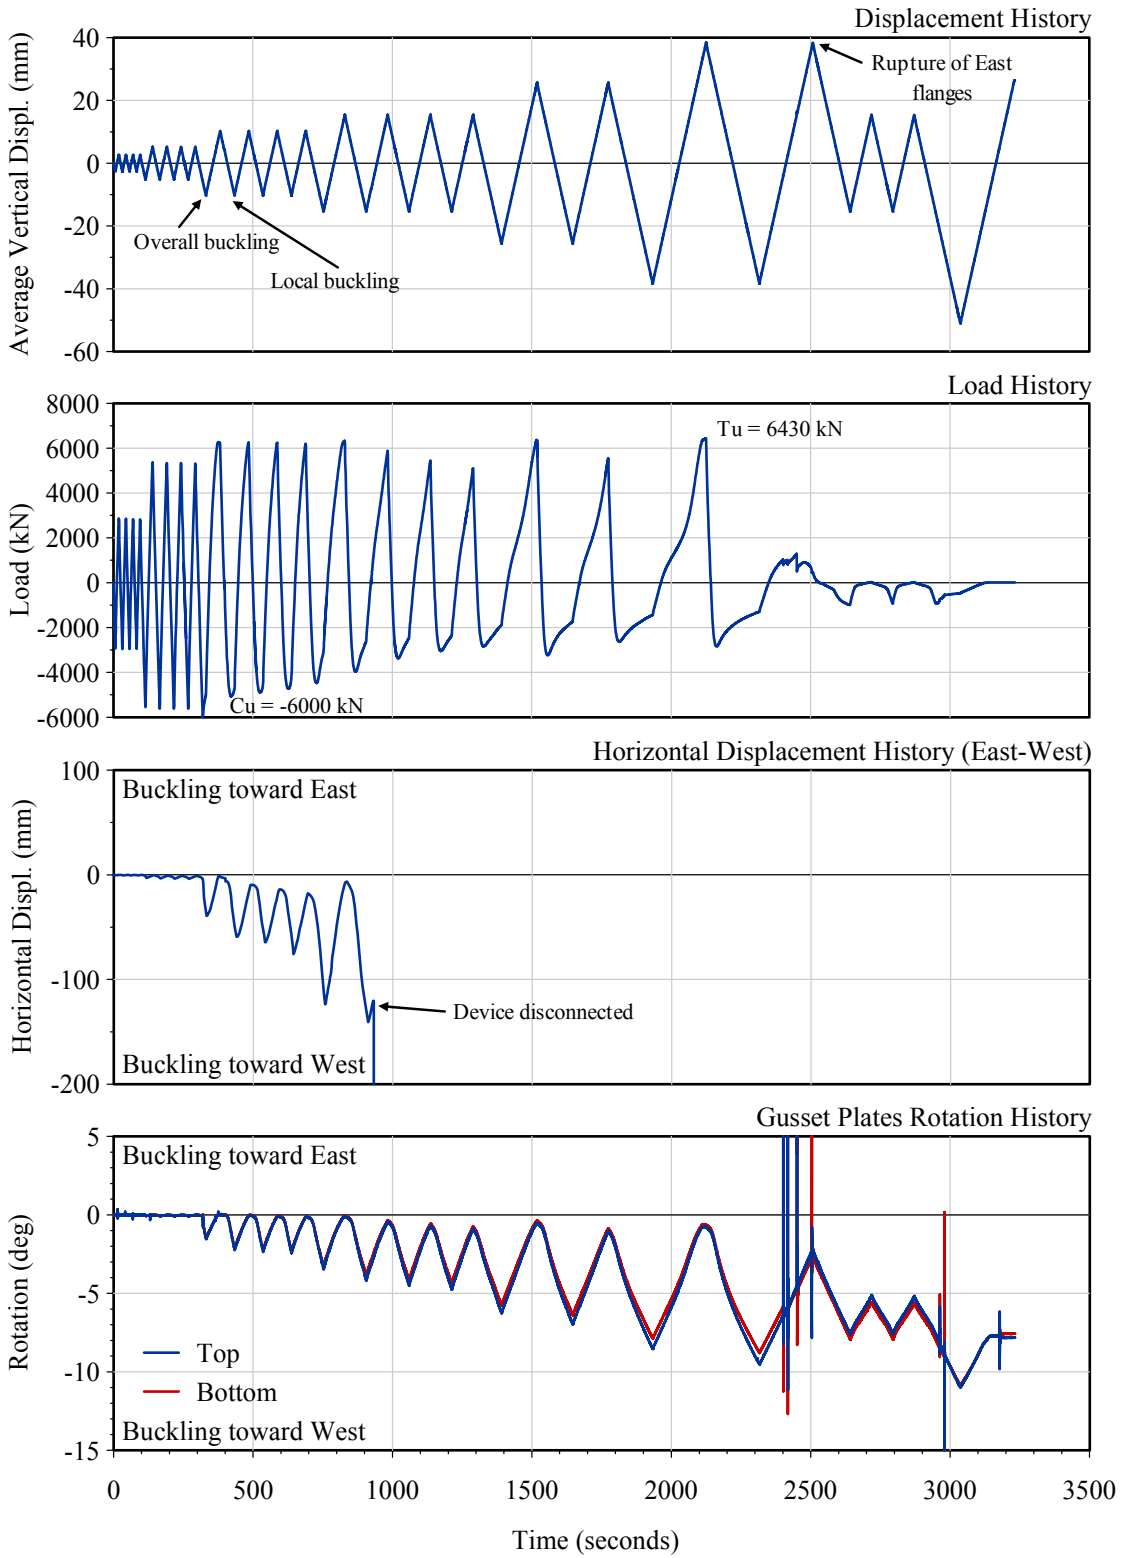 Displacement History
Average Vertical Displ. (mm)
40
20
0
-20
-40
-60
Rupture of East
flanges
Overall buckling
Local buckling
Load History
Load (kN)
8000
6000
4000
2000
0
-2000
-4000
-6000
Tu = 6430 kN
Cu = -6000 kN
Horizontal Displacement History (East-West)
Horizontal Displ. (mm)
100
0
-100
-200
Buckling toward East
Device disconnected
Buckling toward West
Gusset Plates Rotation History
Rotation (deg)
5
0
-5
-10
-15
Buckling toward East
Top
Bottom
Buckling toward West
0 500 1000 1500 2000 2500 3000 3500
Time (seconds)